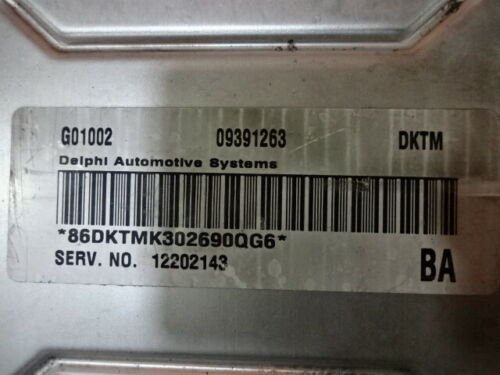 G01002 09391263 DKTM
Delphi Automotive Systems
*86DKTMK302690QG6*
SERV. NO. 12202143 BA